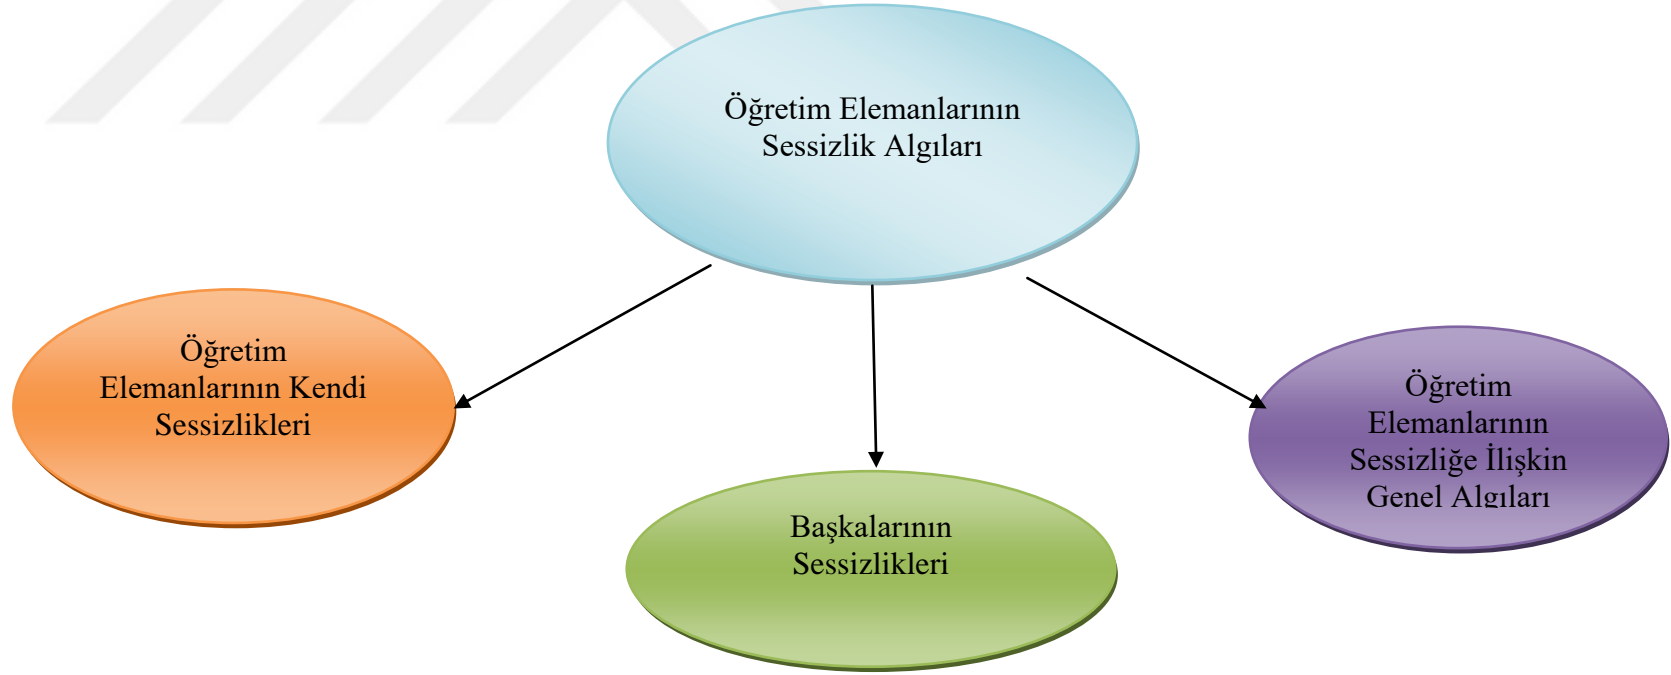 Öğretim Elemanlarının
Sessizlik Algıları
Öğretim
Elemanlarının Kendi
Sessizlikleri
Başkalarının
Sessizlikleri
Öğretim
Elemanlarının
Sessizliğe İlişkin
Genel Algıları